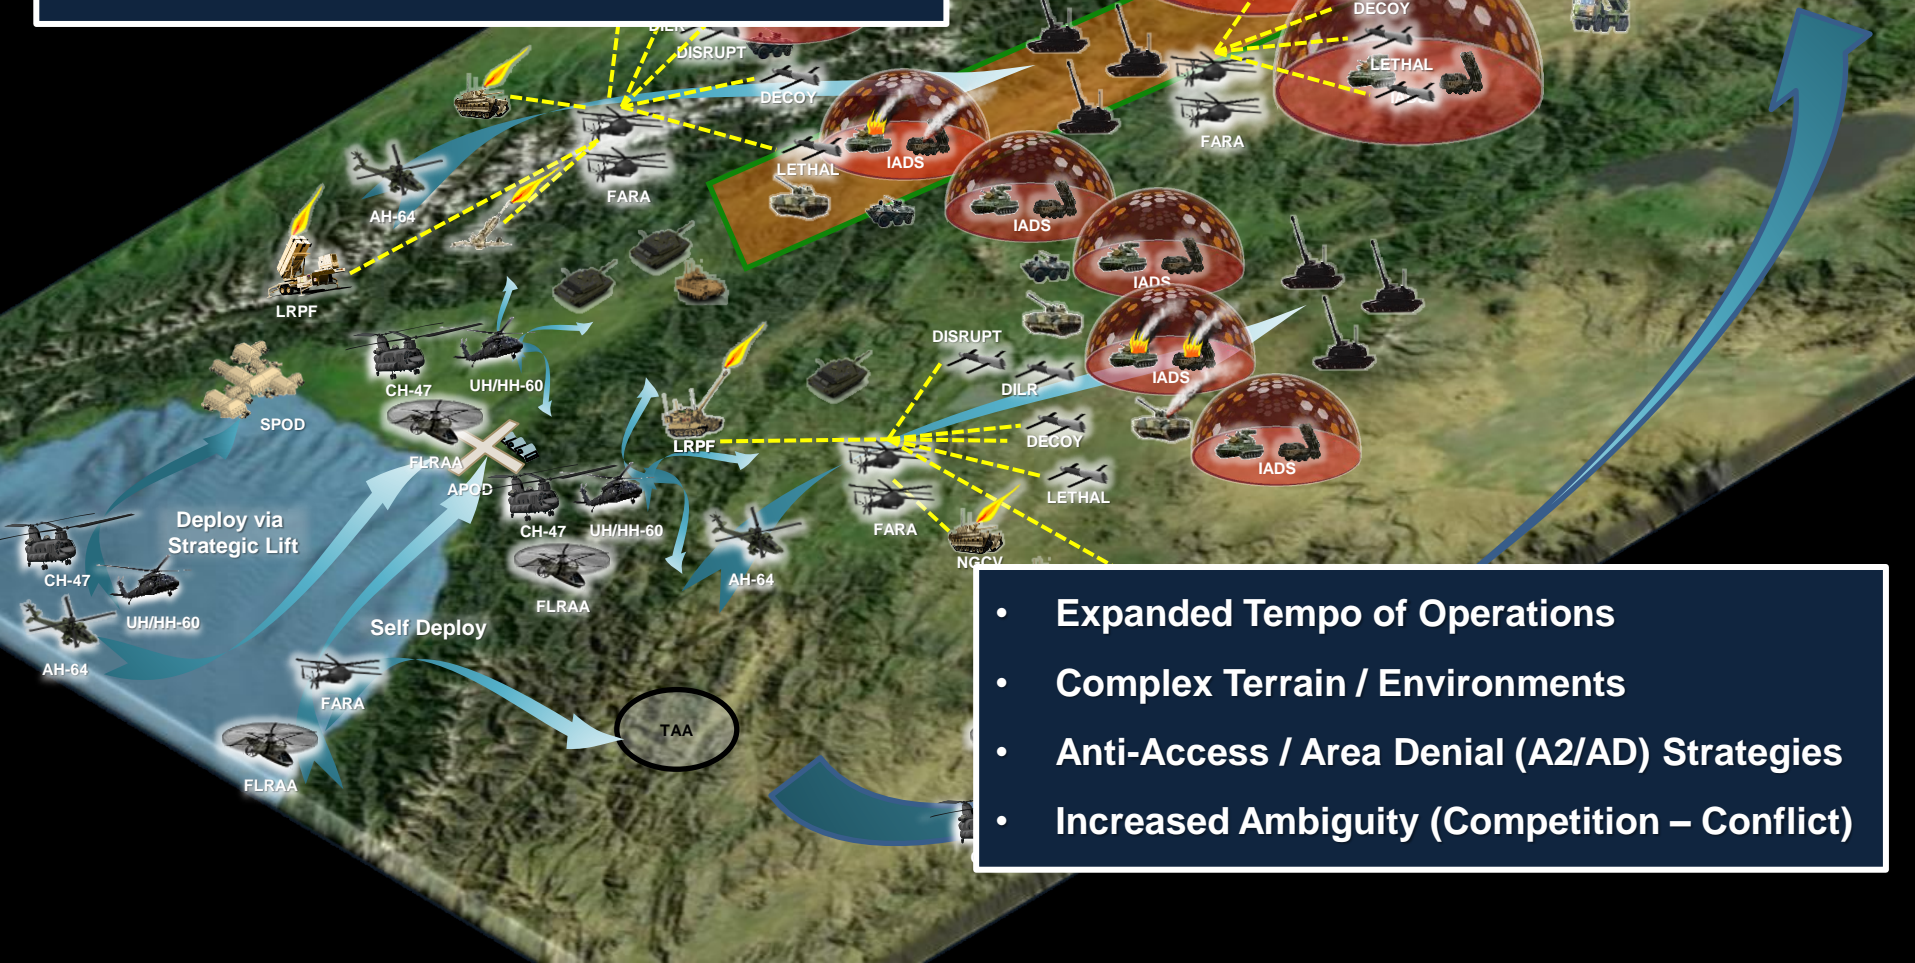 DECOY
DILR
DISRUPT
DECOY
LETHAL
LETHAL
IADS
FARA
FARA
AH-64
IADS
LRPF
IADS
DISRUPT
CH-47
UH/HH-60
DILR
IADS
SPOD
LRPF
DECOY
FLRAA
APOD
IADS
LETHAL
Deploy via
Strategic Lift
CH-47
UH/HH-60
FARA
NGCV
CH-47
AH-64
FLRAA
UH/HH-60
Self Deploy
AH-64
FARA
TAA
FLRAA
• Expanded Tempo of Operations
• Complex Terrain / Environments
• Anti-Access / Area Denial (A2/AD) Strategies
• Increased Ambiguity (Competition – Conflict)